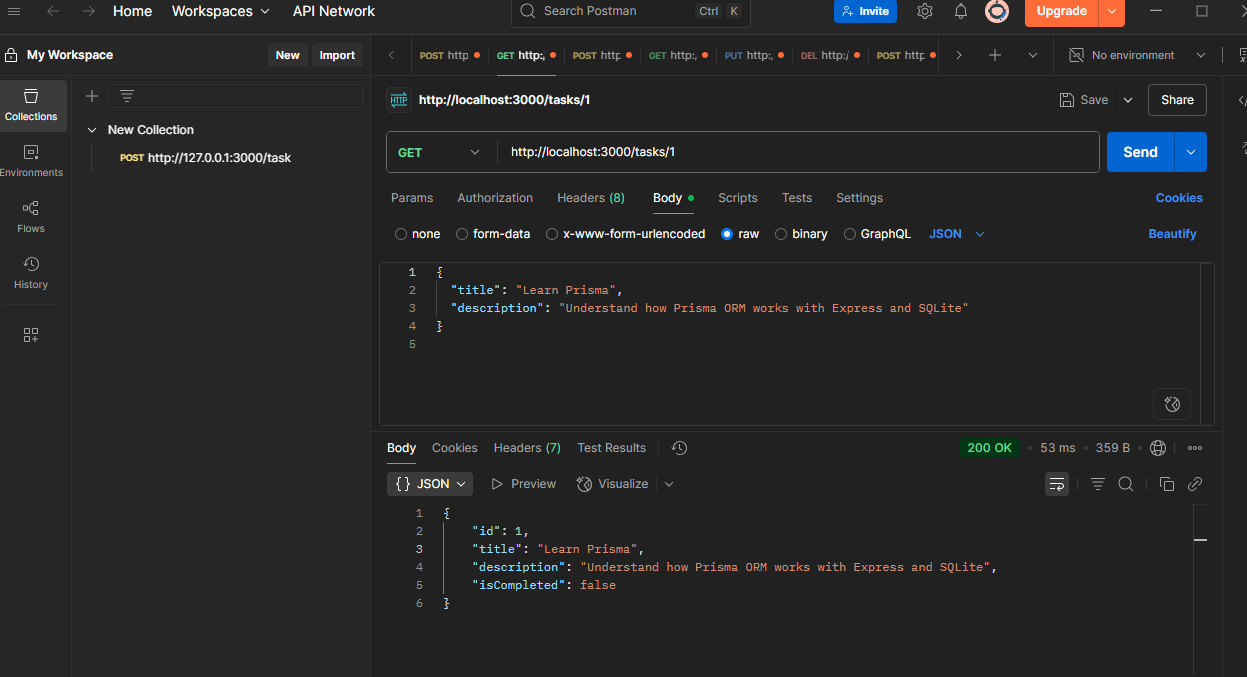 Home Workspaces API Network Search Postman Ctrl K Invite Upgrade
My Workspace New Import POST http GET http:, POST http GET http:, PUT http:, DEL http:/ POST http No environment
Collections
Environments
Flows
History
New Collection
POST http://127.0.0.1:3000/task
HTTP http://localhost:3000/tasks/1 Save Share
GET http://localhost:3000/tasks/1 Send
Params Authorization Headers (8) Body Scripts Tests Settings Cookies
none form-data x-www-form-urlencoded raw binary GraphQL JSON Beautify
1 {
2 "title": "Learn Prisma",
3 "description": "Understand how Prisma ORM works with Express and SQLite"
4 }
5
Body Cookies Headers (7) Test Results 200 OK 53 ms 359 B
{} JSON Preview Visualize
1 {
2 "id": 1,
3 "title": "Learn Prisma",
4 "description": "Understand how Prisma ORM works with Express and SQLite",
5 "isCompleted": false
6 }